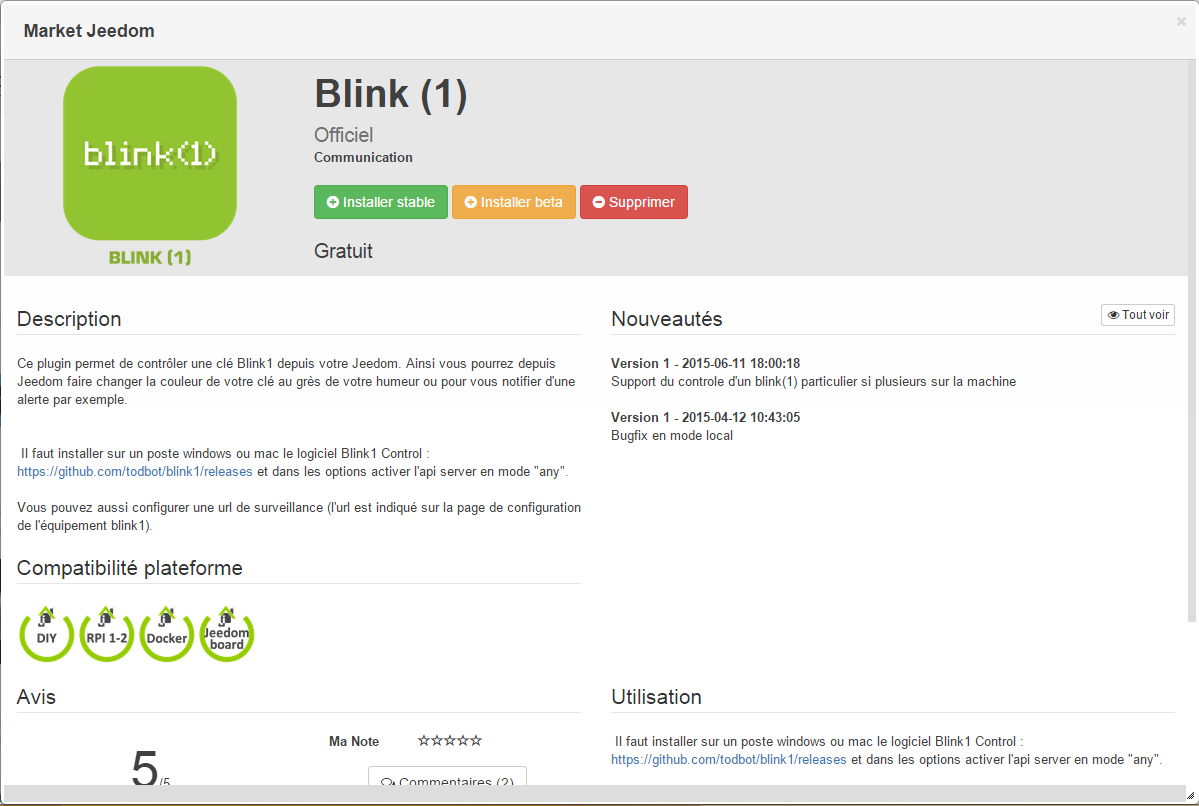 Market Jeedom
×
blink(1)
BLINK (1)
Blink (1)
Officiel
Communication
Installer stable
Installer beta
Supprimer
Gratuit
Description
Ce plugin permet de contrôler une clé Blink1 depuis votre Jeedom. Ainsi vous pourrez depuis
Jeedom faire changer la couleur de votre clé au grès de votre humeur ou pour vous notifier d'une
alerte par exemple.
Il faut installer sur un poste windows ou mac le logiciel Blink1 Control :
https://github.com/todbot/blink1/releases et dans les options activer l'api server en mode "any".
Vous pouvez aussi configurer une url de surveillance (l'url est indiqué sur la page de configuration
de l'équipement blink1).
Nouveautés
Tout voir
Version 1 - 2015-06-11 18:00:18
Support du controle d'un blink(1) particulier si plusieurs sur la machine
Version 1 - 2015-04-12 10:43:05
Bugfix en mode local
Compatibilité plateforme
DIY
RPI 1-2
Docker
Jeedom
board
Avis
5/5
Ma Note
Commentaires (2)
Utilisation
Il faut installer sur un poste windows ou mac le logiciel Blink1 Control :
https://github.com/todbot/blink1/releases et dans les options activer l'api server en mode "any".